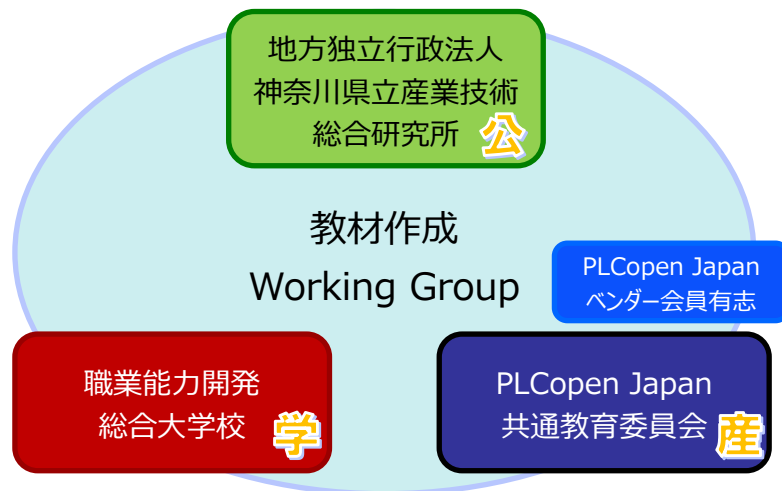 地方独立行政法人
神奈川県立産業技術
総合研究所
公
教材作成
Working Group
PLCopen Japan
ベンダー会員有志
職業能力開発
総合大学校
学
PLCopen Japan
共通教育委員会
産